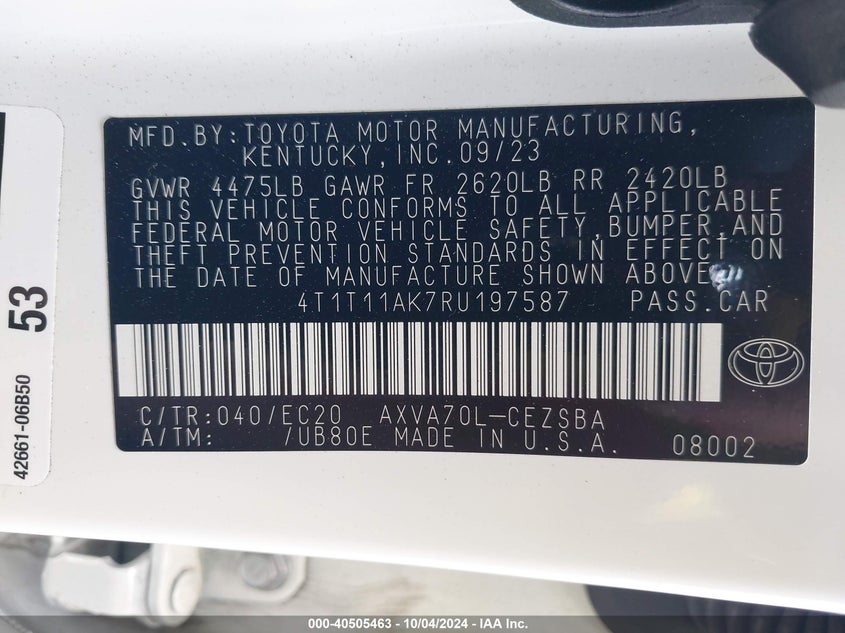 MFD.BY:TOYOTA MOTOR MANUFACTURING,
KENTUCKY,INC.09/23
GVWR 4475LB GAWR FR 2620LB RR 2420LB
THIS VEHICLE CONFORMS TO ALL APPLICABLE
FEDERAL MOTOR VEHICLE SAFETY,BUMPER,AND
THEFT PREVENTION STANDARDS IN EFFECT ON
THE DATE OF MANUFACTURE SHOWN ABOVE.
4T1T11AK7RU197587 PASS.CAR
C/TR:040/EC20 AXVA70L-CEZSBA
A/TM: /UB80E MADE IN U.S.A. 08002
53
42661-06B50
000-40505463 | 10/04/2024 - IAA Inc.